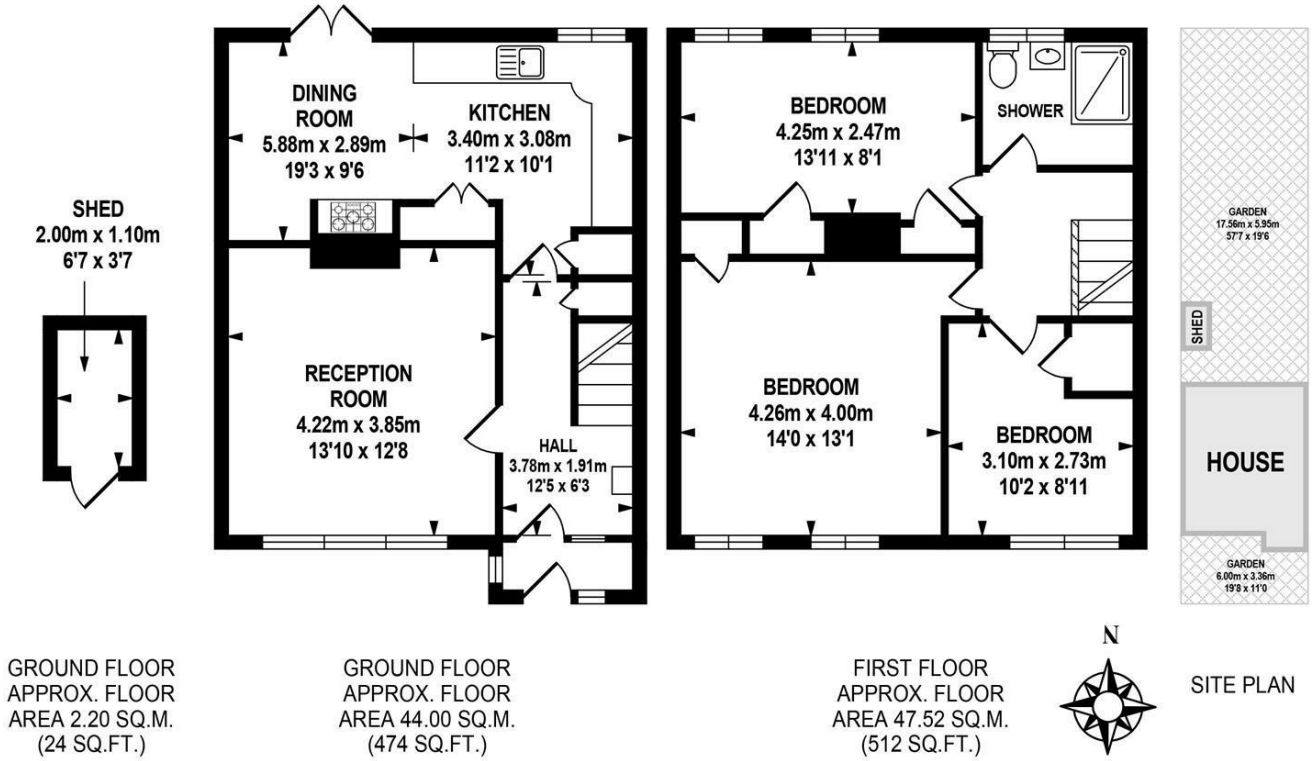 SHED
2.00m x 1.10m
6'7 x 3'7
DINING
ROOM
5.88m x 2.89m
19'3 x 9'6
KITCHEN
3.40m x 3.08m
11'2 x 10'1
RECEPTION
ROOM
4.22m x 3.85m
13'10 x 12'8
HALL
3.78m x 1.91m
12'5 x 6'3
BEDROOM
4.25m x 2.47m
13'11 x 8'1
SHOWER
BEDROOM
4.26m x 4.00m
14'0 x 13'1
BEDROOM
3.10m x 2.73m
10'2 x 8'11
GARDEN
17.56m x 5.95m
57'7 x 19'6
SHED
HOUSE
GARDEN
6.00m x 3.36m
19'8 x 11'0
GROUND FLOOR
APPROX. FLOOR
AREA 2.20 SQ.M.
(24 SQ.FT.)
GROUND FLOOR
APPROX. FLOOR
AREA 44.00 SQ.M.
(474 SQ.FT.)
FIRST FLOOR
APPROX. FLOOR
AREA 47.52 SQ.M.
(512 SQ.FT.)
N
SITE PLAN